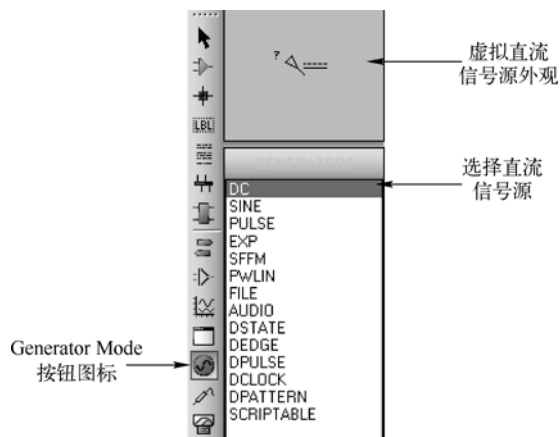 ?
虚拟直流
信号源外观
LBL
GENERATORS
选择直流
信号源
DC
SINE
PULSE
EXP
SFFM
PWLIN
FILE
AUDIO
DSTATE
DEDGE
DPULSE
DCLOCK
DPATTERN
SCRIPTABLE
Generator Mode
按钮图标